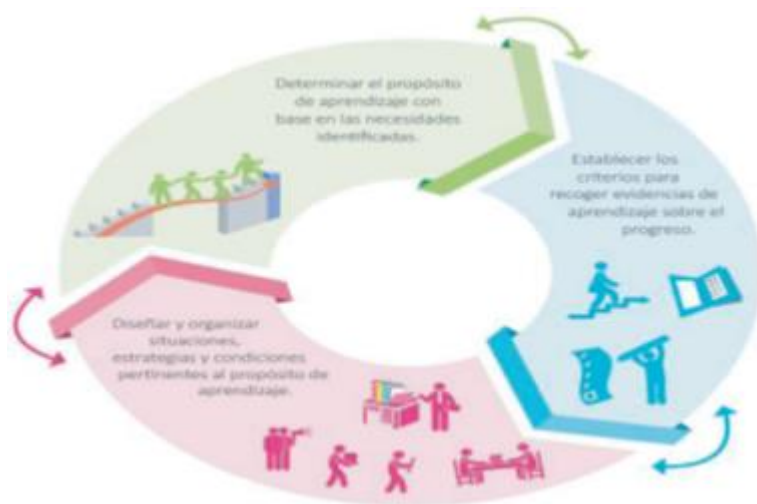 Determinar el propósito
de aprendizaje con
base en las necesidades
identificadas.
Establecer los
criterios para
recoger evidencias de
aprendizaje sobre el
progreso.
Diseñar y organizar
situaciones,
estrategias y condiciones
pertinentes al propósito de
aprendizaje.